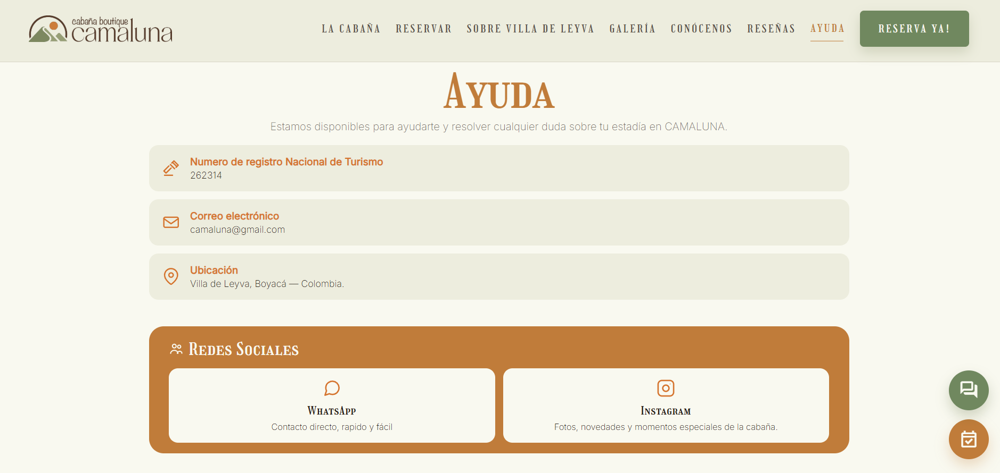 cabaña boutique
camaluna
LA CABAÑA RESERVAR SOBRE VILLA DE LEYVA GALERÍA CONÓCENOS RESEÑAS AYUDA RESERVA YA!
AYUDA
Estamos disponibles para ayudarte y resolver cualquier duda sobre tu estadía en CAMALUNA.
Numero de registro Nacional de Turismo
262314
Correo electrónico
camaluna@gmail.com
Ubicación
Villa de Leyva, Boyacá — Colombia.
REDES SOCIALES
WHATSAPP
Contacto directo, rapido y fácil
INSTAGRAM
Fotos, novedades y momentos especiales de la cabaña.